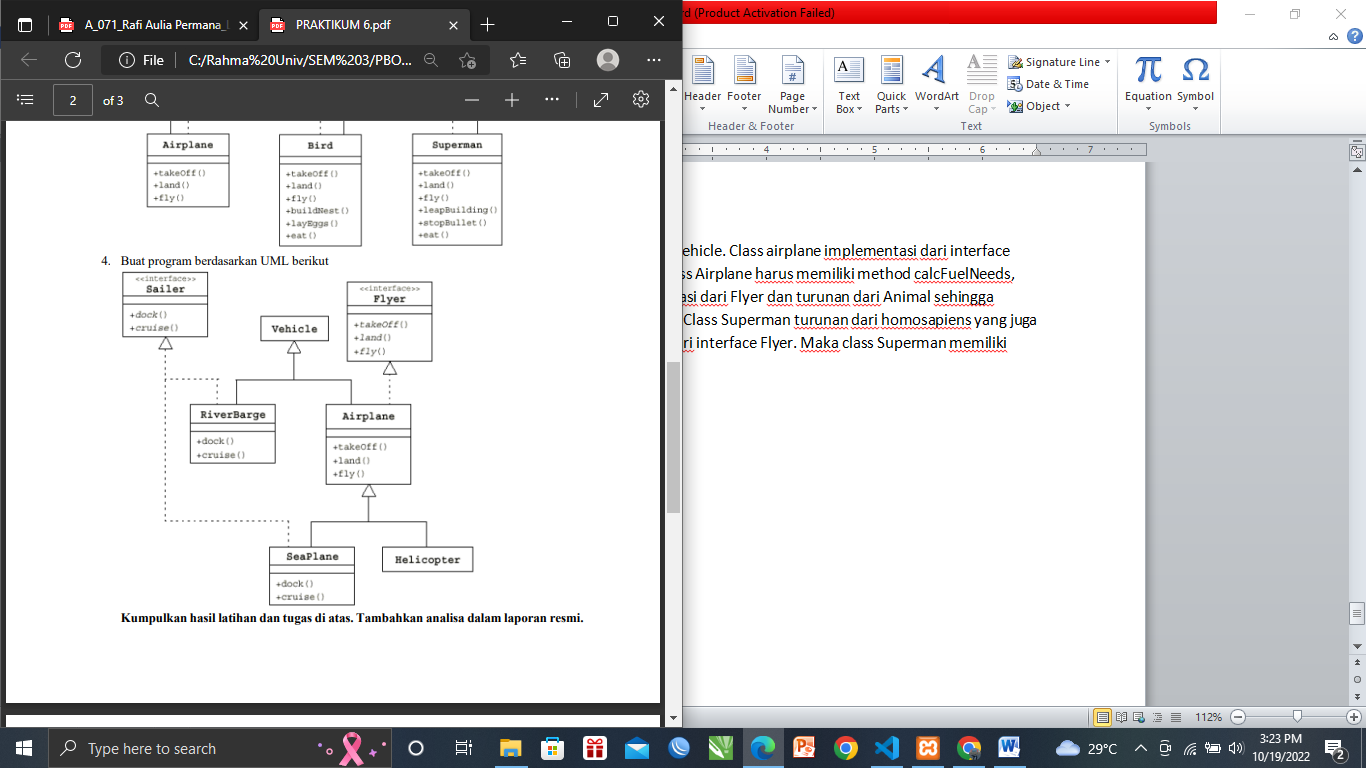 A_071_Rafi Aulia Permana_
PRAKTIKUM 6.pdf
rd (Product Activation Failed)
File
C:/Rahma%20Univ/SEM%203/PBO...
2
of 3
Header
Footer
Page Number
Header & Footer
Text Box
Quick Parts
WordArt
Drop Cap
Signature Line
Date & Time
Object
Text
Equation
Symbol
Symbols
4 5 6 7
Airplane
+takeOff()
+land()
+fly()
Bird
+takeOff()
+land()
+fly()
+buildNest()
+layEggs()
+eat()
Superman
+takeOff()
+land()
+fly()
+leapBuilding()
+stopBullet()
+eat()
4. Buat program berdasarkan UML berikut
<<interface>>
Sailer
+dock()
+cruise()
Vehicle
<<interface>>
Flyer
+takeOff()
+land()
+fly()
RiverBarge
+dock()
+cruise()
Airplane
+takeOff()
+land()
+fly()
SeaPlane
+dock()
+cruise()
Helicopter
Kumpulkan hasil latihan dan tugas di atas. Tambahkan analisa dalam laporan resmi.
ehicle. Class airplane implementasi dari interface
ss Airplane harus memiliki method calcFuelNeeds,
asi dari Flyer dan turunan dari Animal sehingga
Class Superman turunan dari homosapiens yang juga
ri interface Flyer. Maka class Superman memiliki
112%
Type here to search
29°C
3:23 PM
10/19/2022
2